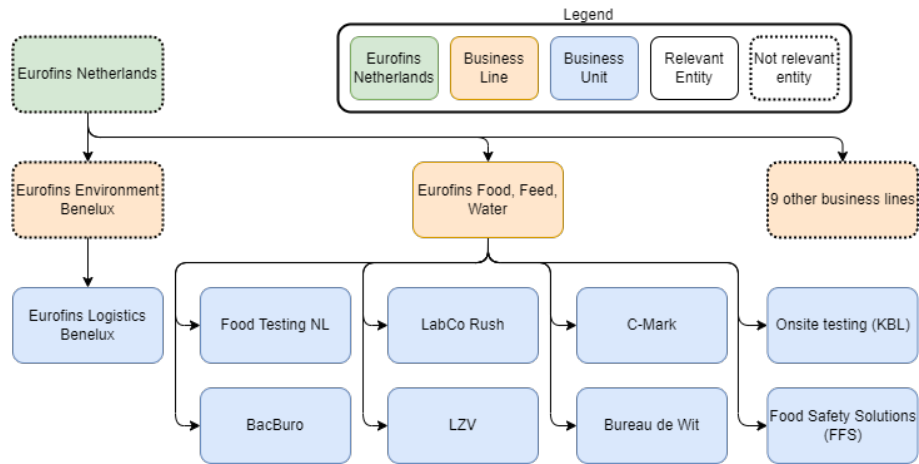 Legend
Eurofins
Netherlands
Business
Line
Business
Unit
Relevant
Entity
Not relevant
entity
Eurofins Netherlands
Eurofins Environment
Benelux
Eurofins Food, Feed,
Water
9 other business lines
Eurofins Logistics
Benelux
Food Testing NL
LabCo Rush
C-Mark
Onsite testing (KBL)
BacBuro
LZV
Bureau de Wit
Food Safety Solutions
(FFS)